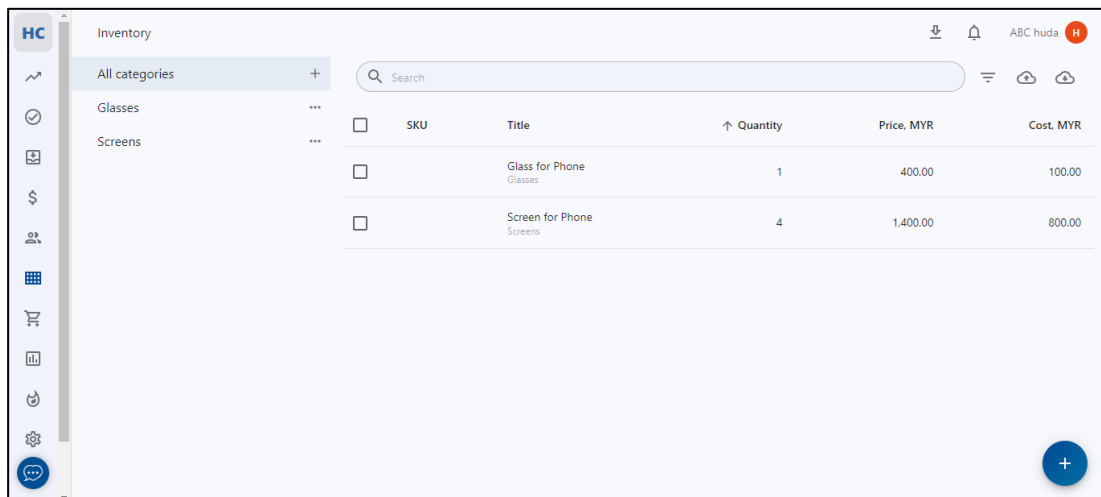 HC
Inventory
ABC huda H
All categories
Search
Glasses
Screens
SKU Title Quantity Price, MYR Cost, MYR
Glass for Phone 1 400.00 100.00
Glasses
Screen for Phone 4 1,400.00 800.00
Screens